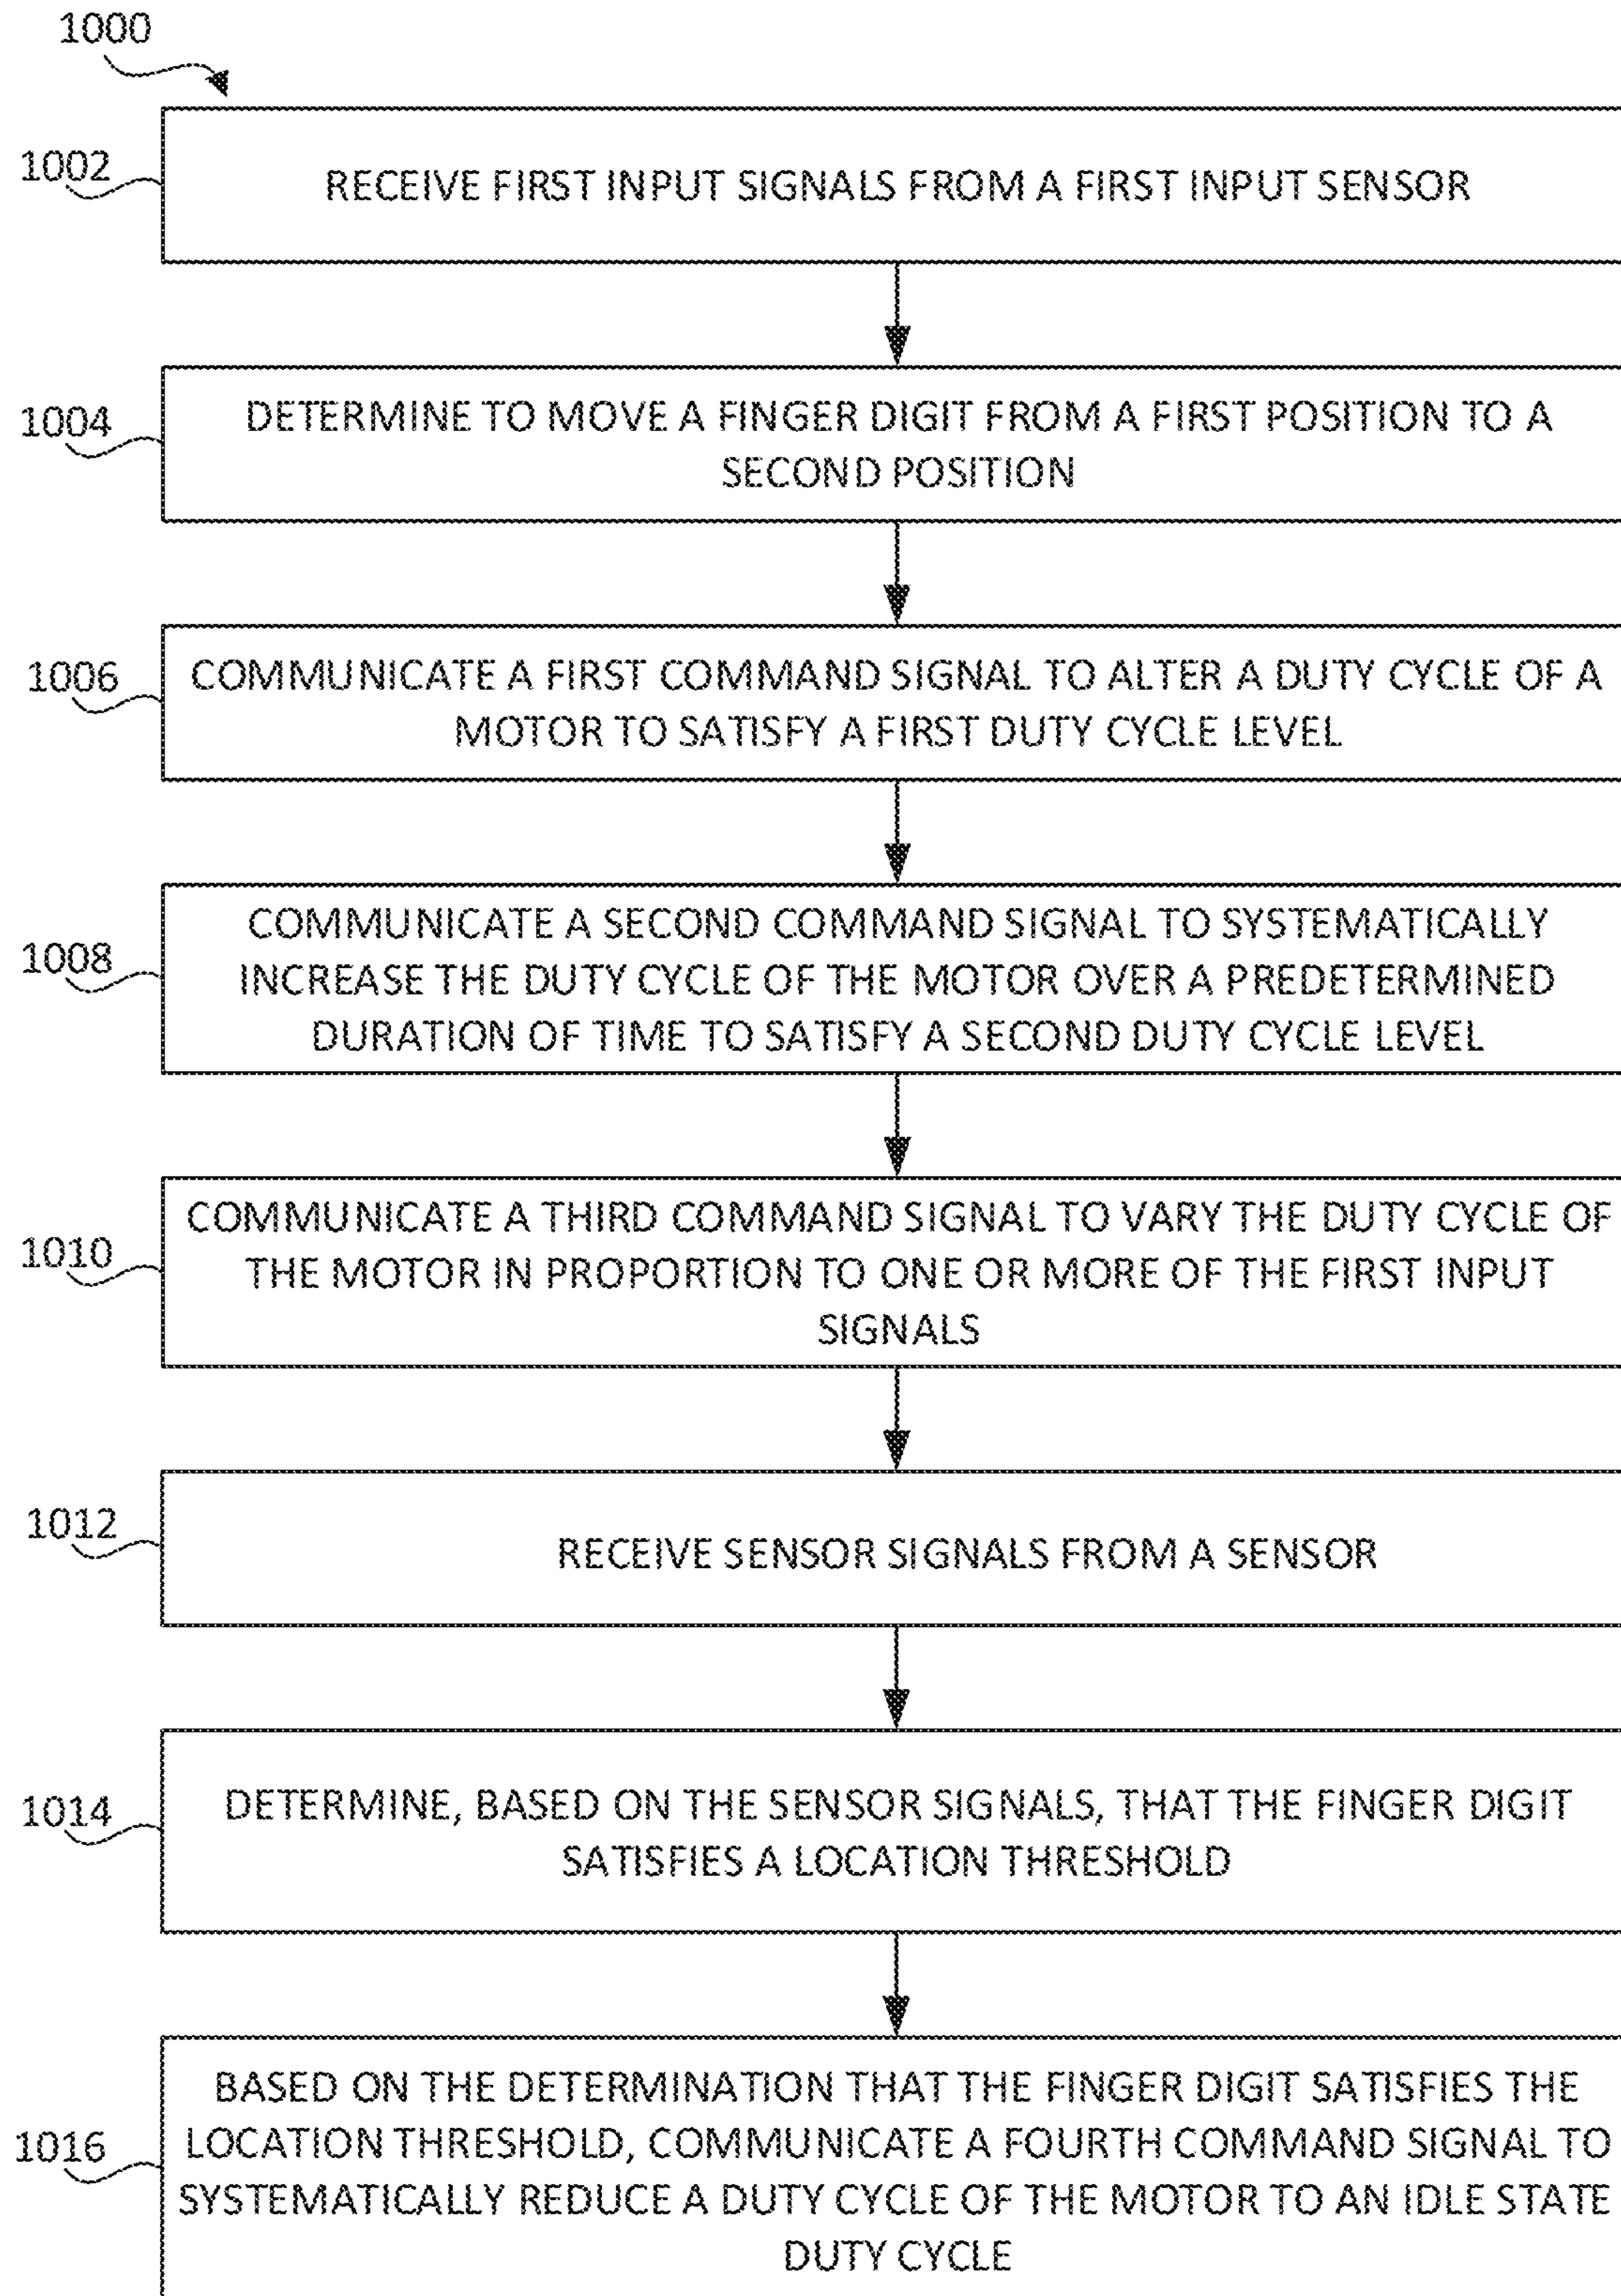 1000
1002
RECEIVE FIRST INPUT SIGNALS FROM A FIRST INPUT SENSOR
1004
DETERMINE TO MOVE A FINGER DIGIT FROM A FIRST POSITION TO A
SECOND POSITION
1006
COMMUNICATE A FIRST COMMAND SIGNAL TO ALTER A DUTY CYCLE OF A
MOTOR TO SATISFY A FIRST DUTY CYCLE LEVEL
1008
COMMUNICATE A SECOND COMMAND SIGNAL TO SYSTEMATICALLY
INCREASE THE DUTY CYCLE OF THE MOTOR OVER A PREDETERMINED
DURATION OF TIME TO SATISFY A SECOND DUTY CYCLE LEVEL
1010
COMMUNICATE A THIRD COMMAND SIGNAL TO VARY THE DUTY CYCLE OF
THE MOTOR IN PROPORTION TO ONE OR MORE OF THE FIRST INPUT
SIGNALS
1012
RECEIVE SENSOR SIGNALS FROM A SENSOR
1014
DETERMINE, BASED ON THE SENSOR SIGNALS, THAT THE FINGER DIGIT
SATISFIES A LOCATION THRESHOLD
1016
BASED ON THE DETERMINATION THAT THE FINGER DIGIT SATISFIES THE
LOCATION THRESHOLD, COMMUNICATE A FOURTH COMMAND SIGNAL TO
SYSTEMATICALLY REDUCE A DUTY CYCLE OF THE MOTOR TO AN IDLE STATE
DUTY CYCLE